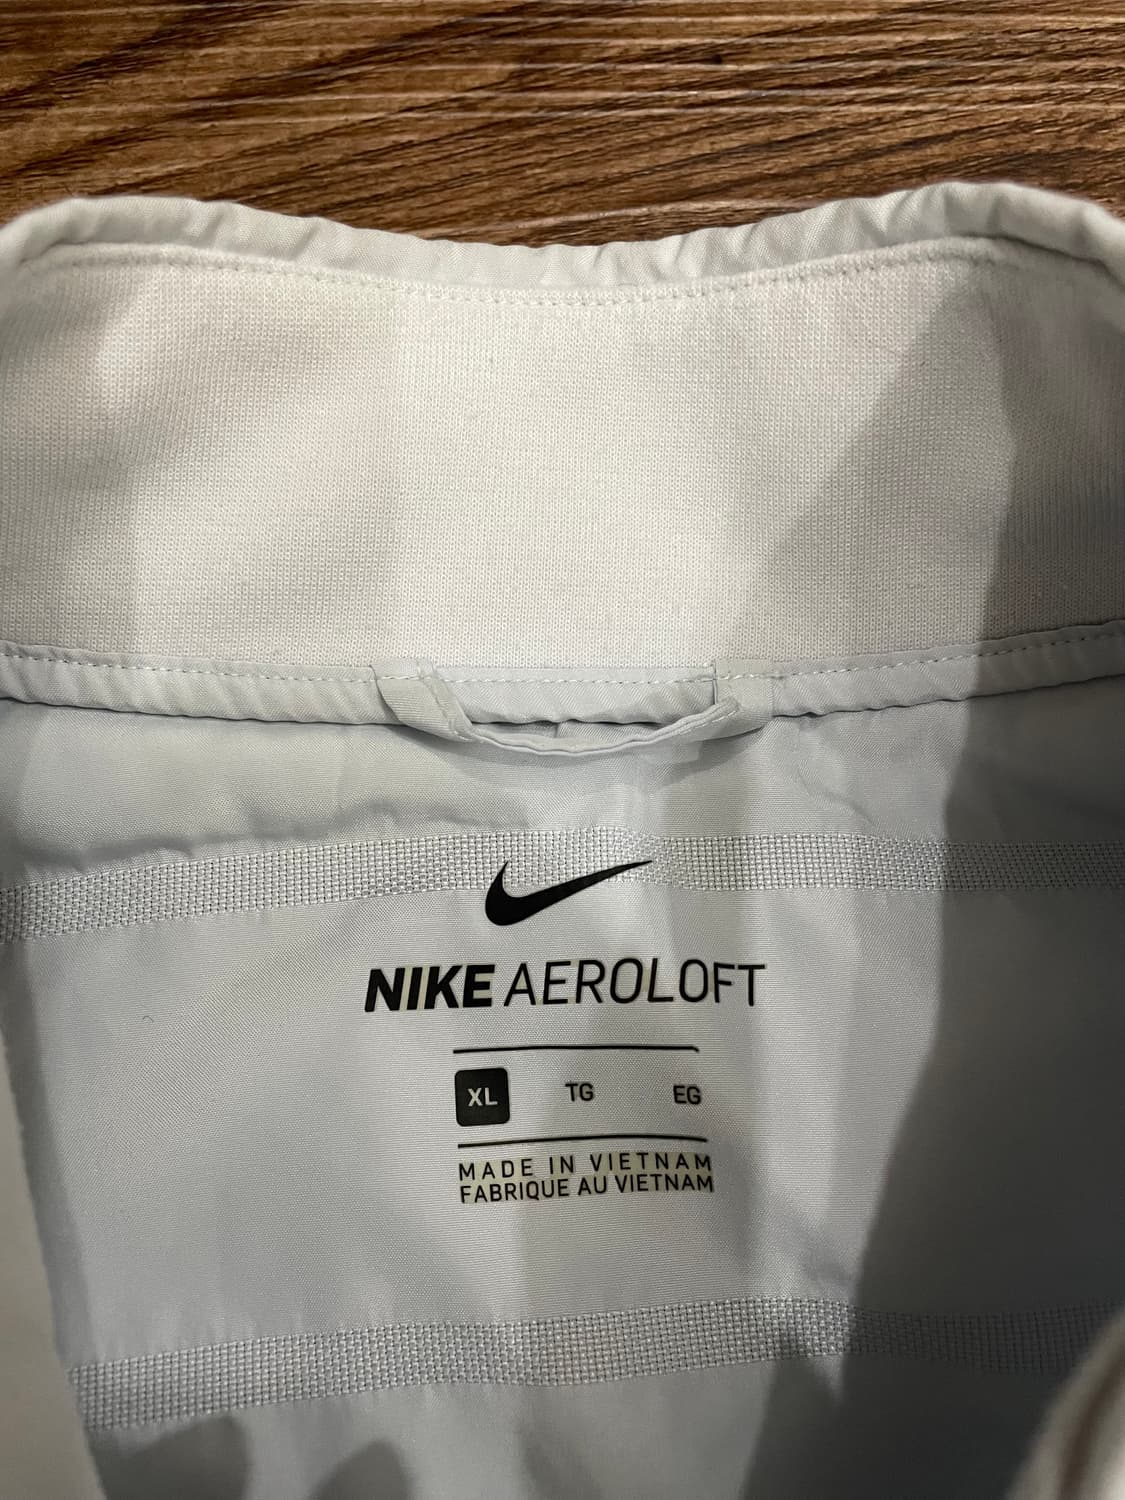 NIKE AEROLOFT
XL TG EG
MADE IN VIETNAM
FABRIQUE AU VIETNAM